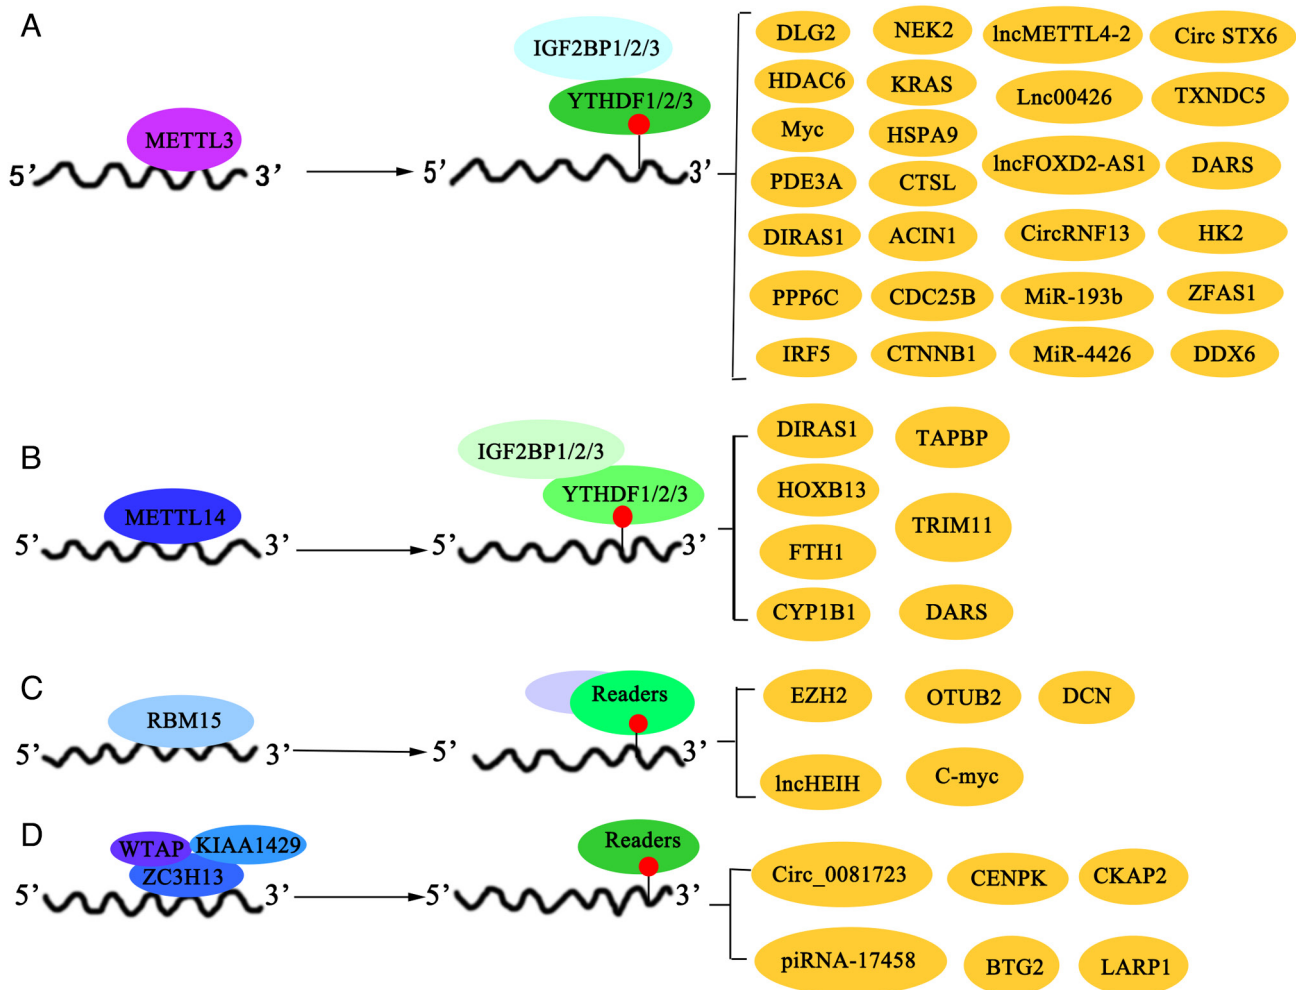 A
METTL3
5’
3’
IGF2BP1/2/3
YTHDF1/2/3
5’
3’
DLG2
NEK2
lncMETTL4-2
Circ STX6
HDAC6
KRAS
Lnc00426
TXNDC5
Myc
HSPA9
lncFOXD2-AS1
DARS
PDE3A
CTSL
DIRAS1
ACIN1
CircRNF13
HK2
PPP6C
CDC25B
MiR-193b
ZFAS1
IRF5
CTNNB1
MiR-4426
DDX6
B
METTL14
5’
3’
IGF2BP1/2/3
YTHDF1/2/3
5’
3’
DIRAS1
TAPBP
HOXB13
TRIM11
FTH1
CYP1B1
DARS
C
RBM15
5’
3’
Readers
5’
3’
EZH2
OTUB2
DCN
lncHEIH
C-myc
D
WTAP
KIAA1429
ZC3H13
5’
3’
Readers
5’
3’
Circ_0081723
CENPK
CKAP2
piRNA-17458
BTG2
LARP1